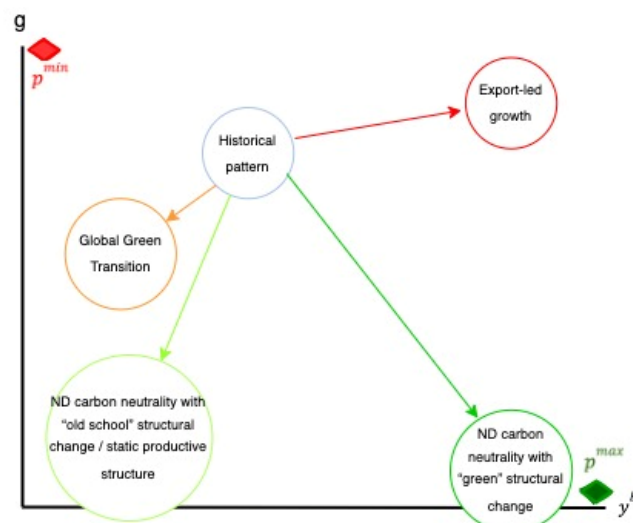 g
p^min
Export-led
growth
Historical
pattern
Global Green
Transition
ND carbon neutrality with
“old school” structural
change / static productive
structure
ND carbon
neutrality with
“green” structural
change
p^max